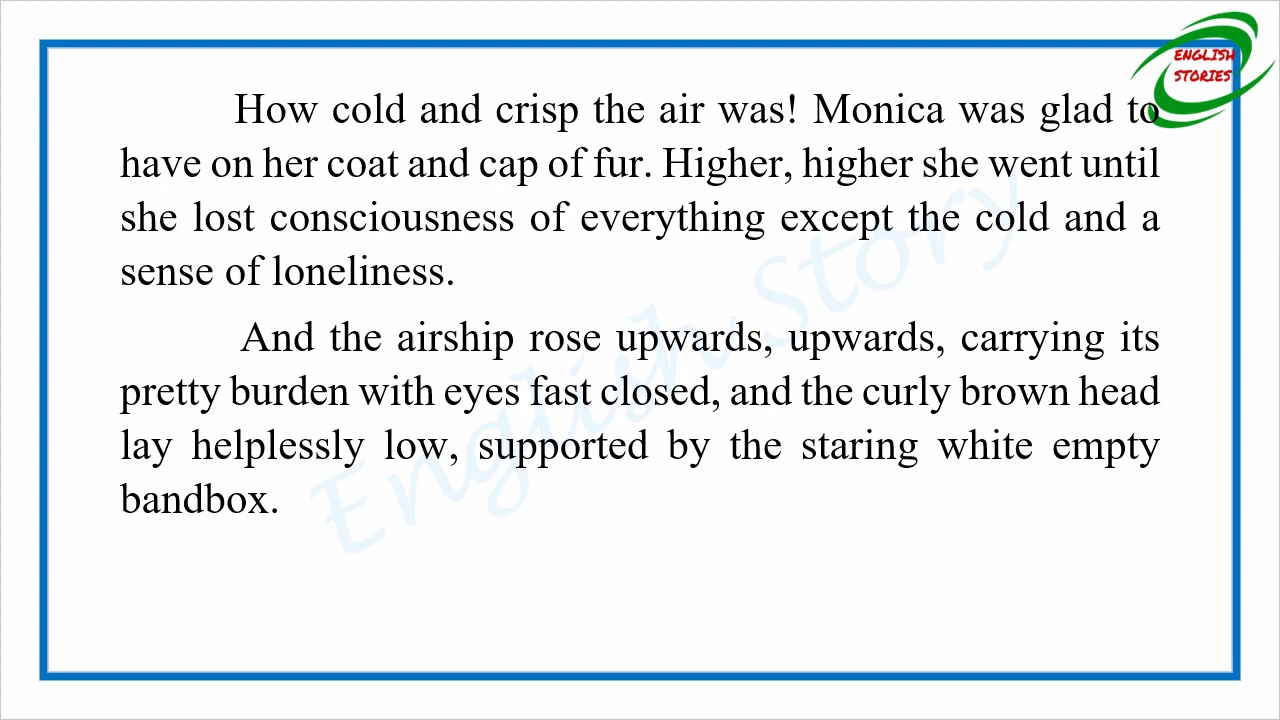 ENGLISH
STORIES
How cold and crisp the air was! Monica was glad to
have on her coat and cap of fur. Higher, higher she went until
she lost consciousness of everything except the cold and a
sense of loneliness.
And the airship rose upwards, upwards, carrying its
pretty burden with eyes fast closed, and the curly brown head
lay helplessly low, supported by the staring white empty
bandbox.
English Story